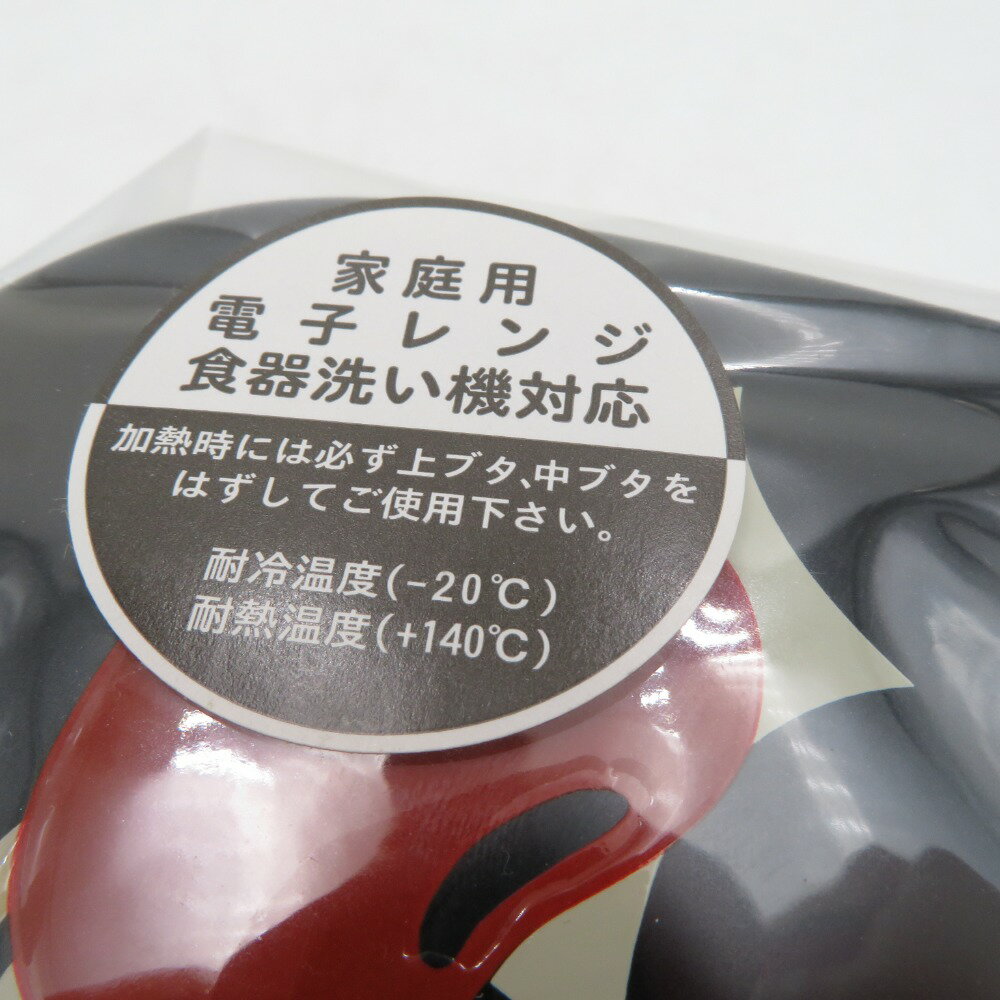 家庭用
電子レンジ
食器洗い機対応
加熱時には必ず上ブタ、中ブタを
はずしてご使用下さい。
耐冷温度(-20℃)
耐熱温度(+140℃)